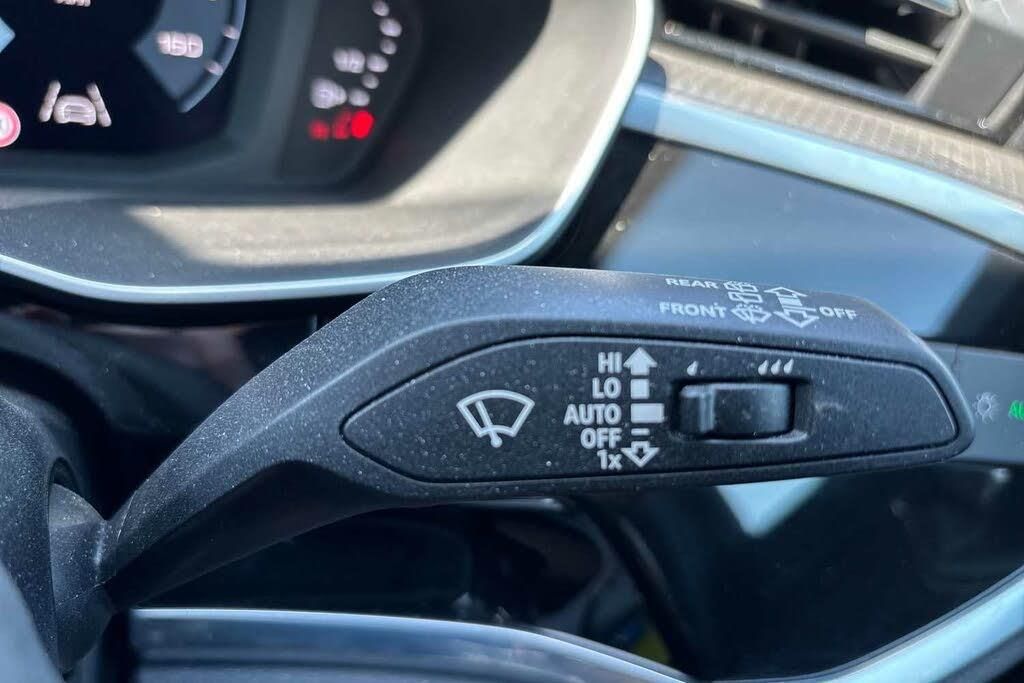 REAR
FRONT OFF
HI
LO
AUTO
OFF
1x